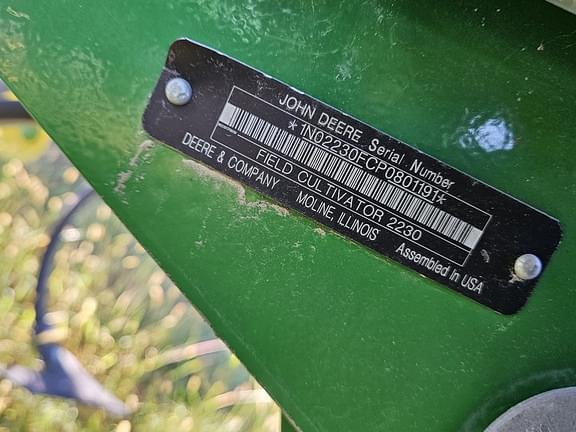 JOHN DEERE Serial Number
*1N02230FCP0801191*
FIELD CULTIVATOR 2230
DEERE & COMPANY MOLINE, ILLINOIS
Assembled in USA